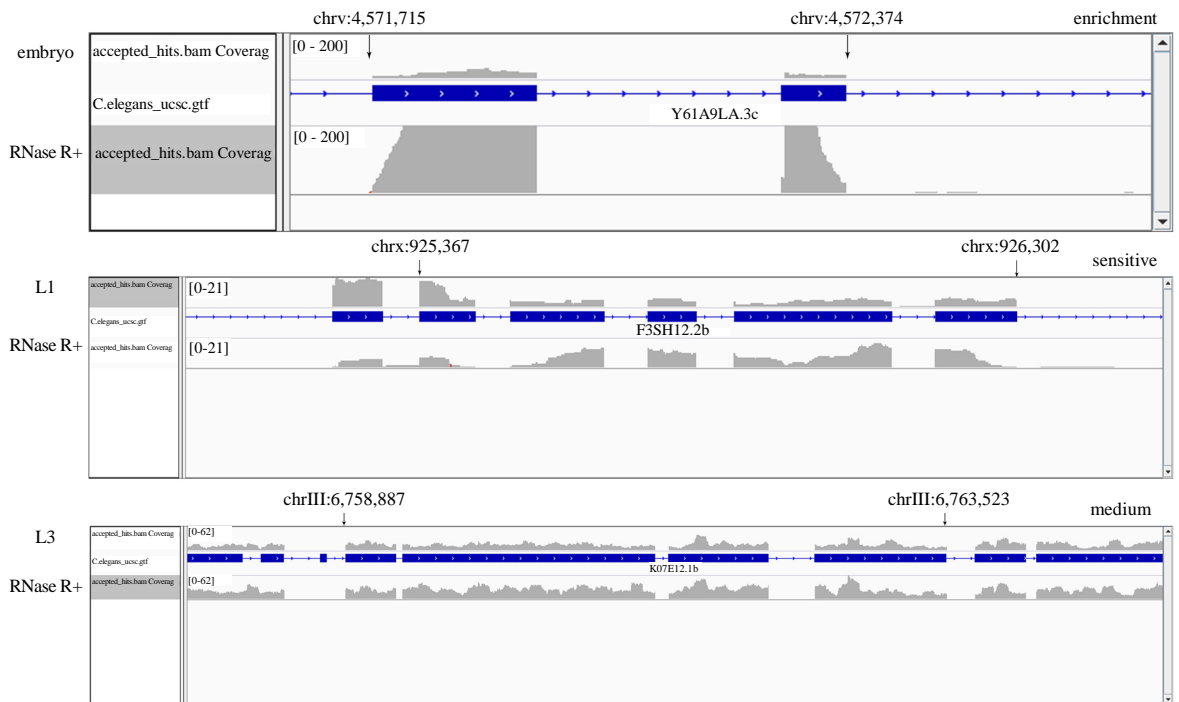 chrv:4,571,715 chrv:4,572,374 enrichment
embryo accepted_hits.bam Coverag [0 - 200]
C.elegans_ucsc.gtf
Y61A9LA.3c
RNase R+ accepted_hits.bam Coverag [0 - 200]
chrx:925,367 chrx:926,302 sensitive
L1 accepted_hits.bam Coverag [0-21]
C.elegans_ucsc.gtf
F3SH12.2b
RNase R+ accepted_hits.bam Coverag [0-21]
chrIII:6,758,887 chrIII:6,763,523 medium
L3 accepted_hits.bam Coverag [0-62]
C.elegans_ucsc.gtf
K07E12.1b
RNase R+ accepted_hits.bam Coverag [0-62]